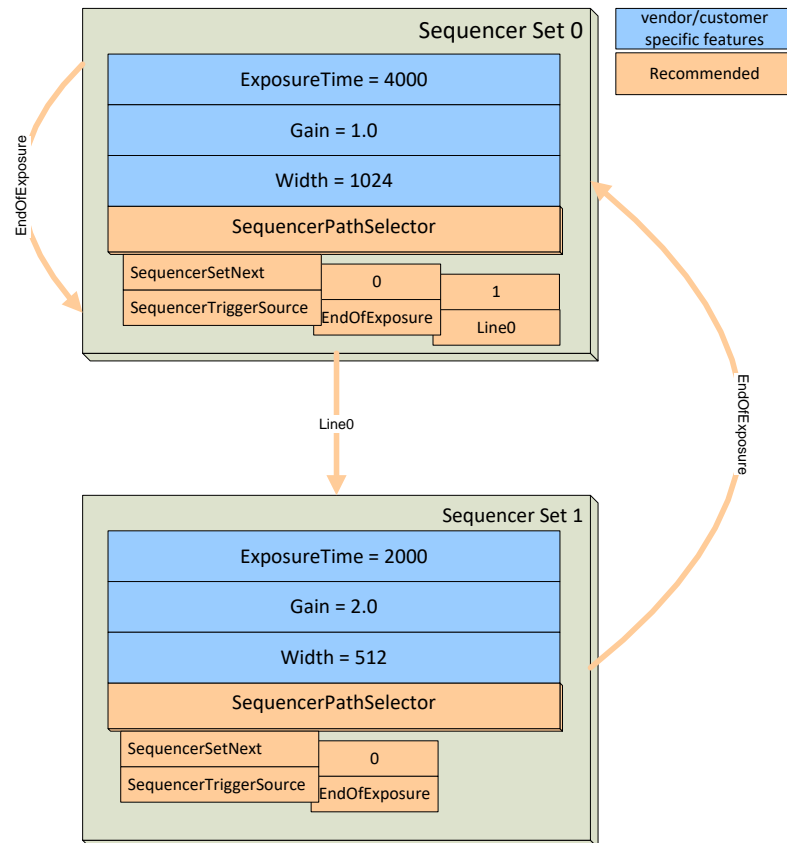 Sequencer Set 0
vendor/customer
specific features
Recommended
ExposureTime = 4000
Gain = 1.0
Width = 1024
SequencerPathSelector
SequencerSetNext
0
1
SequencerTriggerSource
EndOfExposure
Line0
EndOfExposure
Line0
EndOfExposure
Sequencer Set 1
ExposureTime = 2000
Gain = 2.0
Width = 512
SequencerPathSelector
SequencerSetNext
0
SequencerTriggerSource
EndOfExposure